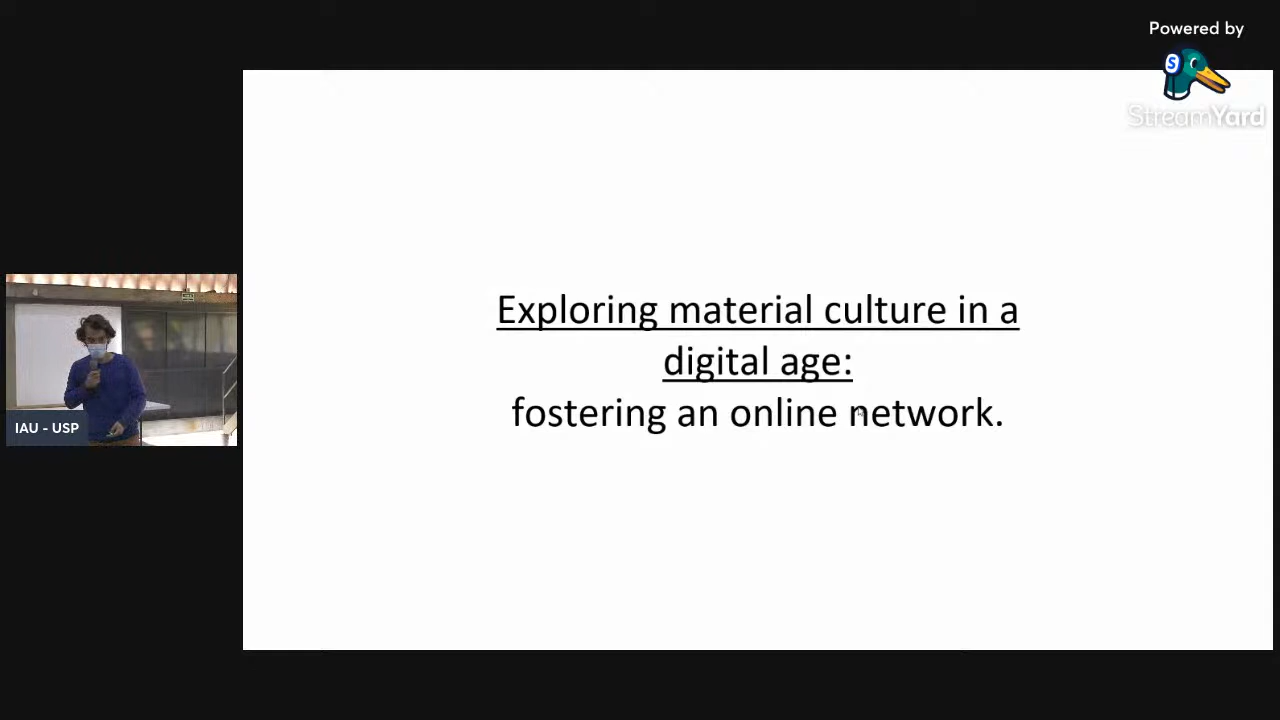 Powered by
StreamYard
Exploring material culture in a
digital age:
fostering an online network.
IAU - USP